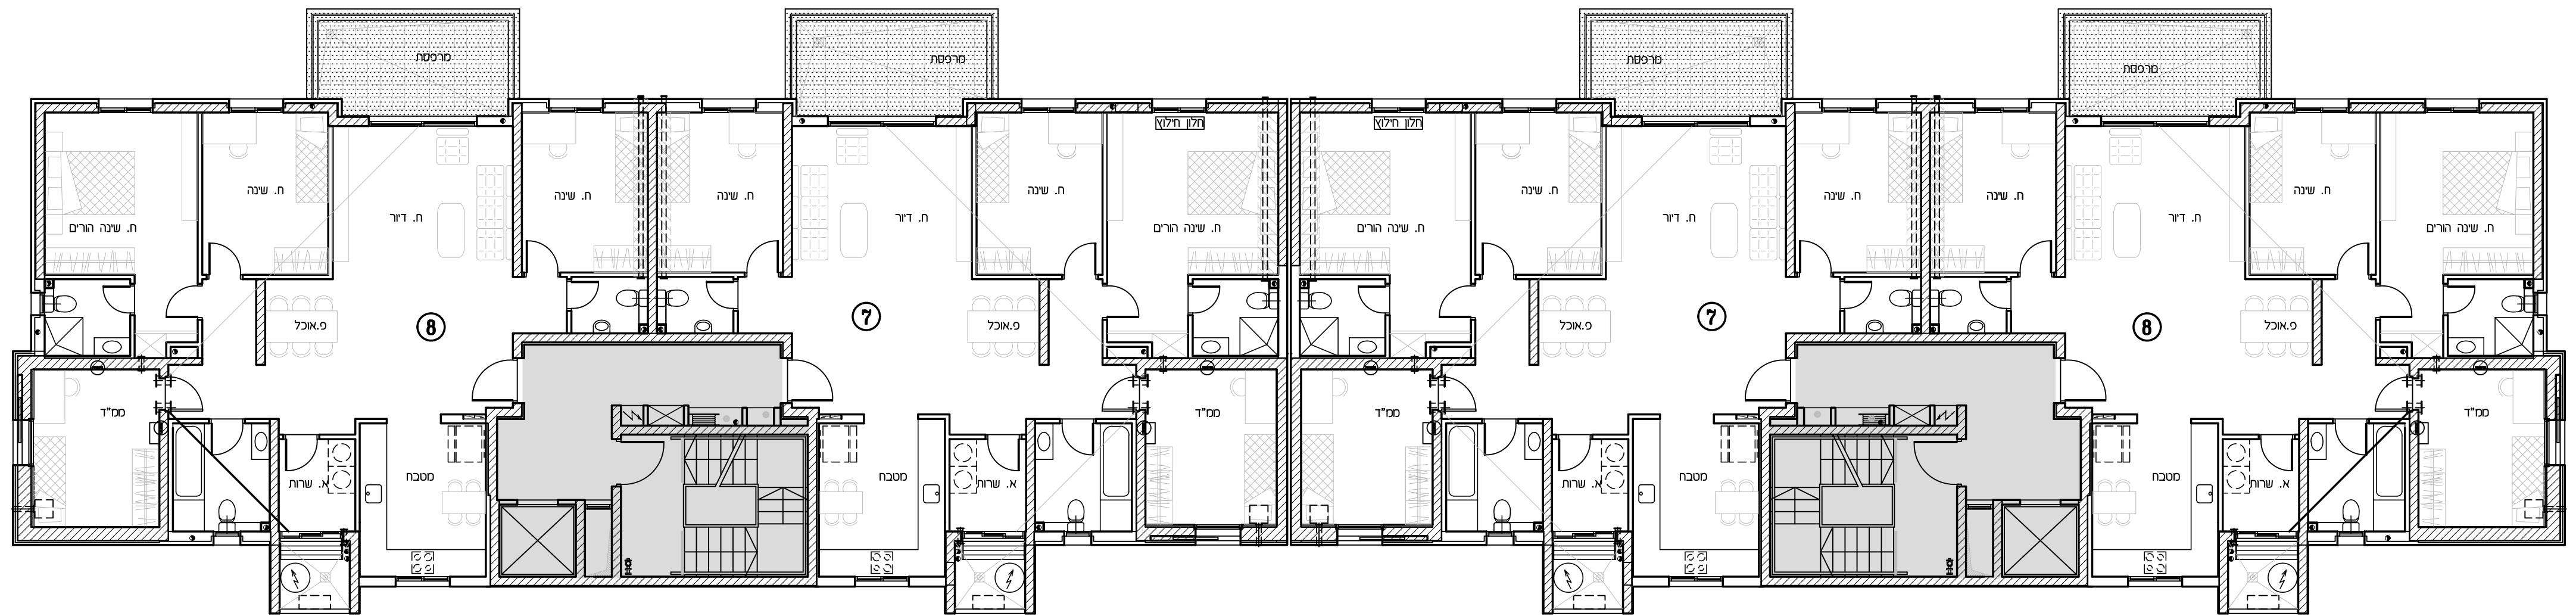 מרפסת
מרפסת
מרפסת
מרפסת
חלון חילוץ
חלון חילוץ
ח. שינה הורים
ח. שינה
ח. דיור
ח. שינה
ח. שינה
ח. דיור
ח. שינה
ח. שינה הורים
ח. שינה הורים
ח. שינה
ח. דיור
ח. שינה
ח. שינה
ח. דיור
ח. שינה
ח. שינה הורים
פ.אוכל
8
7
פ.אוכל
פ.אוכל
7
8
פ.אוכל
ממ"ד
ממ"ד
ממ"ד
ממ"ד
א. שרות
מטבח
מטבח
א. שרות
א. שרות
מטבח
מטבח
א. שרות